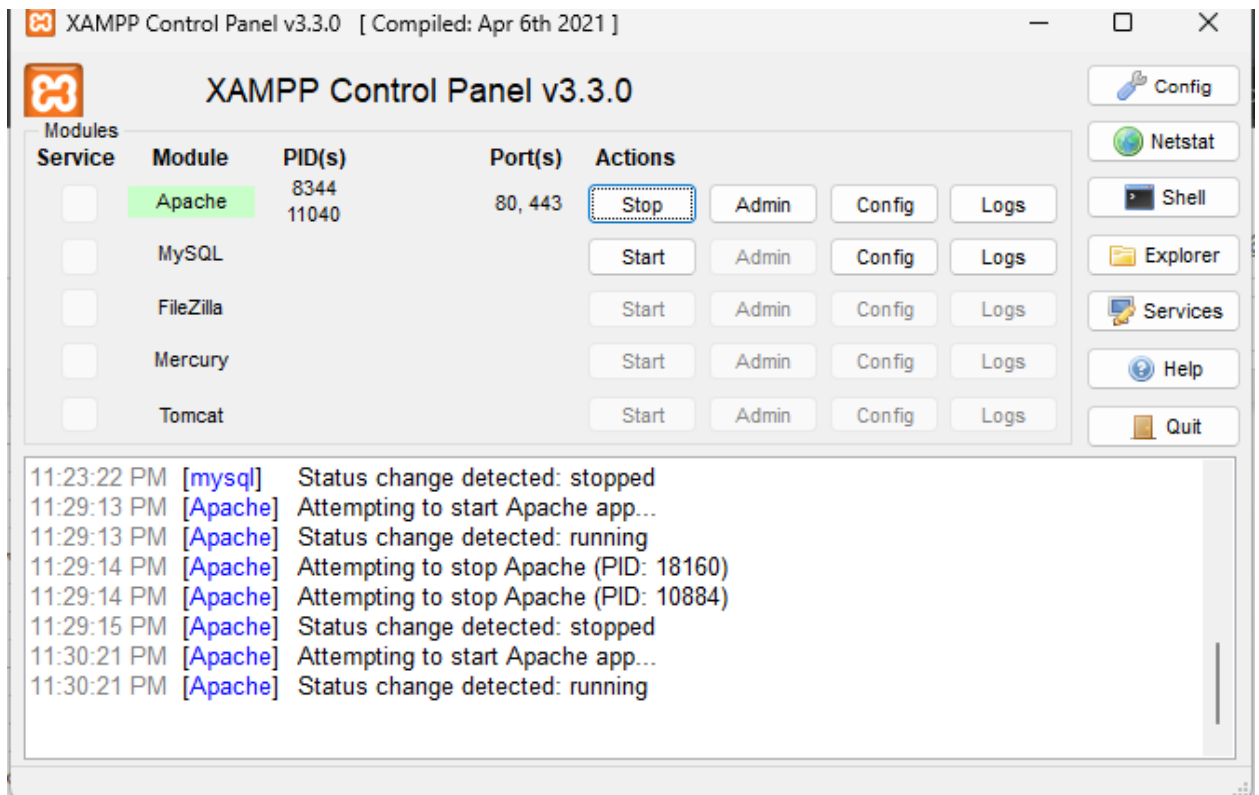 XAMPP Control Panel v3.3.0 [ Compiled: Apr 6th 2021 ]
XAMPP Control Panel v3.3.0
Config
Modules
Service Module PID(s) Port(s) Actions
Netstat
Apache 8344 11040 80, 443 Stop Admin Config Logs
Shell
MySQL Start Admin Config Logs
Explorer
FileZilla Start Admin Config Logs
Services
Mercury Start Admin Config Logs
Help
Tomcat Start Admin Config Logs
Quit
11:23:22 PM [mysql] Status change detected: stopped
11:29:13 PM [Apache] Attempting to start Apache app...
11:29:13 PM [Apache] Status change detected: running
11:29:14 PM [Apache] Attempting to stop Apache (PID: 18160)
11:29:14 PM [Apache] Attempting to stop Apache (PID: 10884)
11:29:15 PM [Apache] Status change detected: stopped
11:30:21 PM [Apache] Attempting to start Apache app...
11:30:21 PM [Apache] Status change detected: running